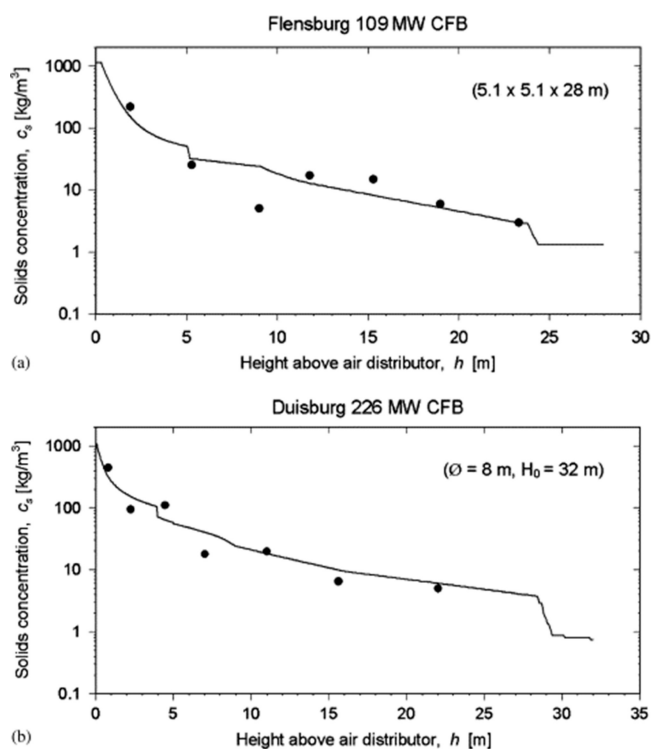 Flensburg 109 MW CFB
1000
100
10
1
0.1
Solids concentration, cₛ [kg/m³]
(5.1 x 5.1 x 28 m)
0 5 10 15 20 25 30
Height above air distributor, h [m]
(a)
Duisburg 226 MW CFB
1000
100
10
1
0.1
Solids concentration, cₛ [kg/m³]
(Ø = 8 m, H₀ = 32 m)
0 5 10 15 20 25 30 35
Height above air distributor, h [m]
(b)